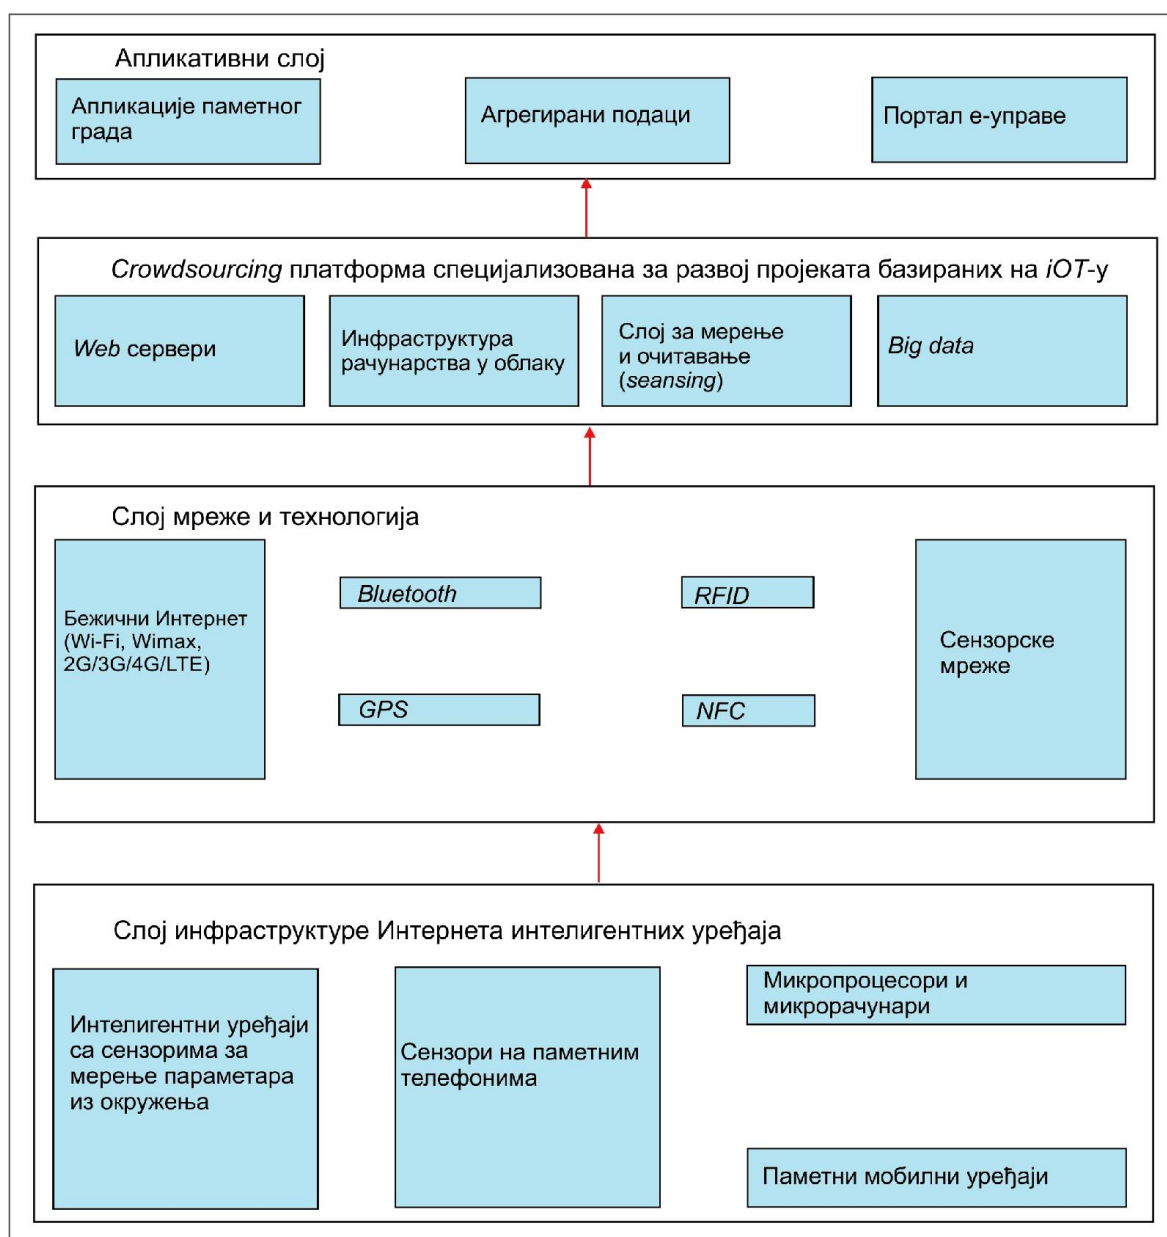 Апликативни слој
Апликације паметног
града
Агрегирани подаци
Портал е-управе
Crowdsourcing платформа специјализована за развој пројеката базираних на iOT-у
Web сервери
Инфраструктура
рачунарства у облаку
Слој за мерење
и очитавање
(seansing)
Big data
Слој мреже и технологија
Бежични Интернет
(Wi-Fi, Wimax,
2G/3G/4G/LTE)
Bluetooth
RFID
GPS
NFC
Сензорске
мреже
Слој инфраструктуре Интернета интелигентних уређаја
Интелигентни уређаји
са сензорима за
мерење параметара
из окружења
Сензори на паметним
телефонима
Микропроцесори и
микрорачунари
Паметни мобилни уређаји